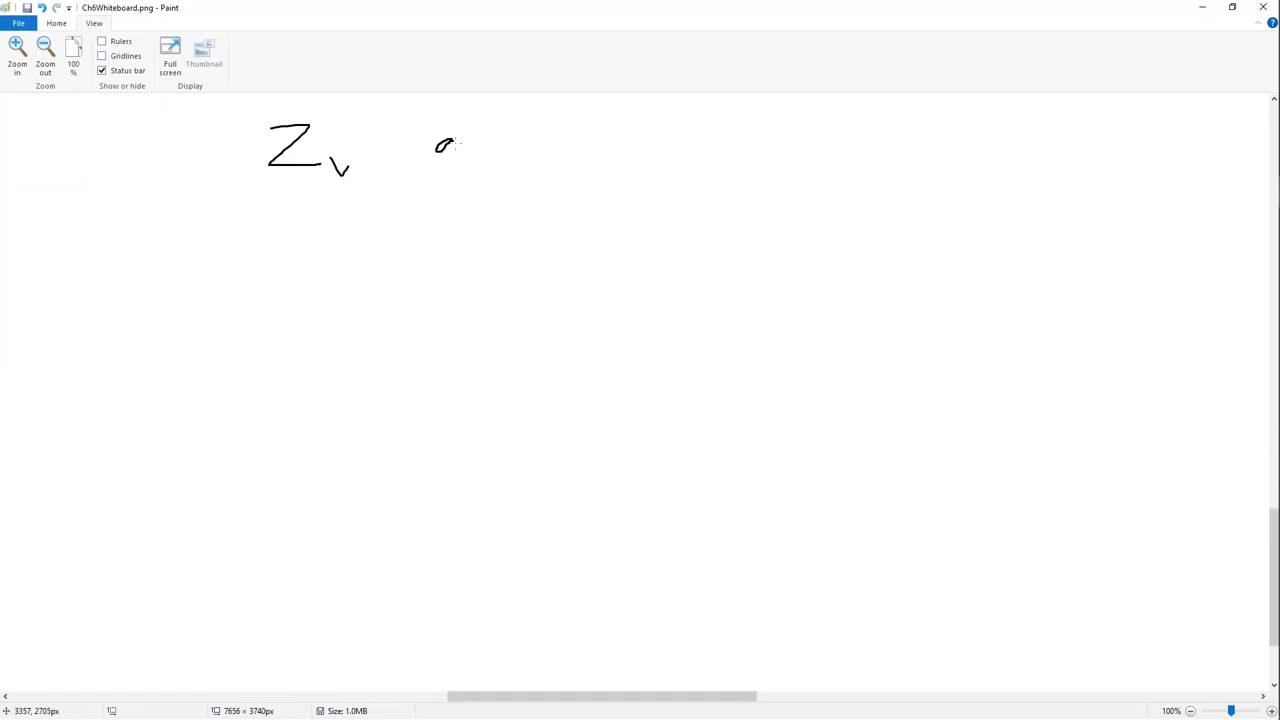 Ch6Whiteboard.png - Paint
File Home View
Zoom in Zoom out 100 % Rulers Gridlines Status bar Full screen Thumbnail
Zoom Show or hide Display
Z v
3357, 2705px 7656 × 3740px Size: 1.0MB 100%